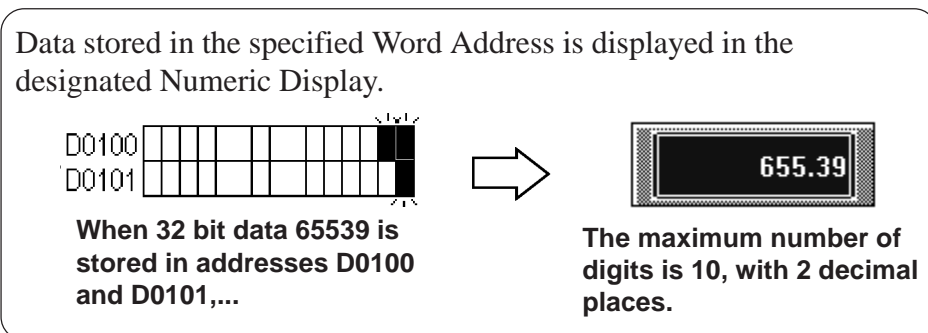 Data stored in the specified Word Address is displayed in the
designated Numeric Display.
D0100
D0101
655.39
When 32 bit data 65539 is
stored in addresses D0100
and D0101,...
The maximum number of
digits is 10, with 2 decimal
places.